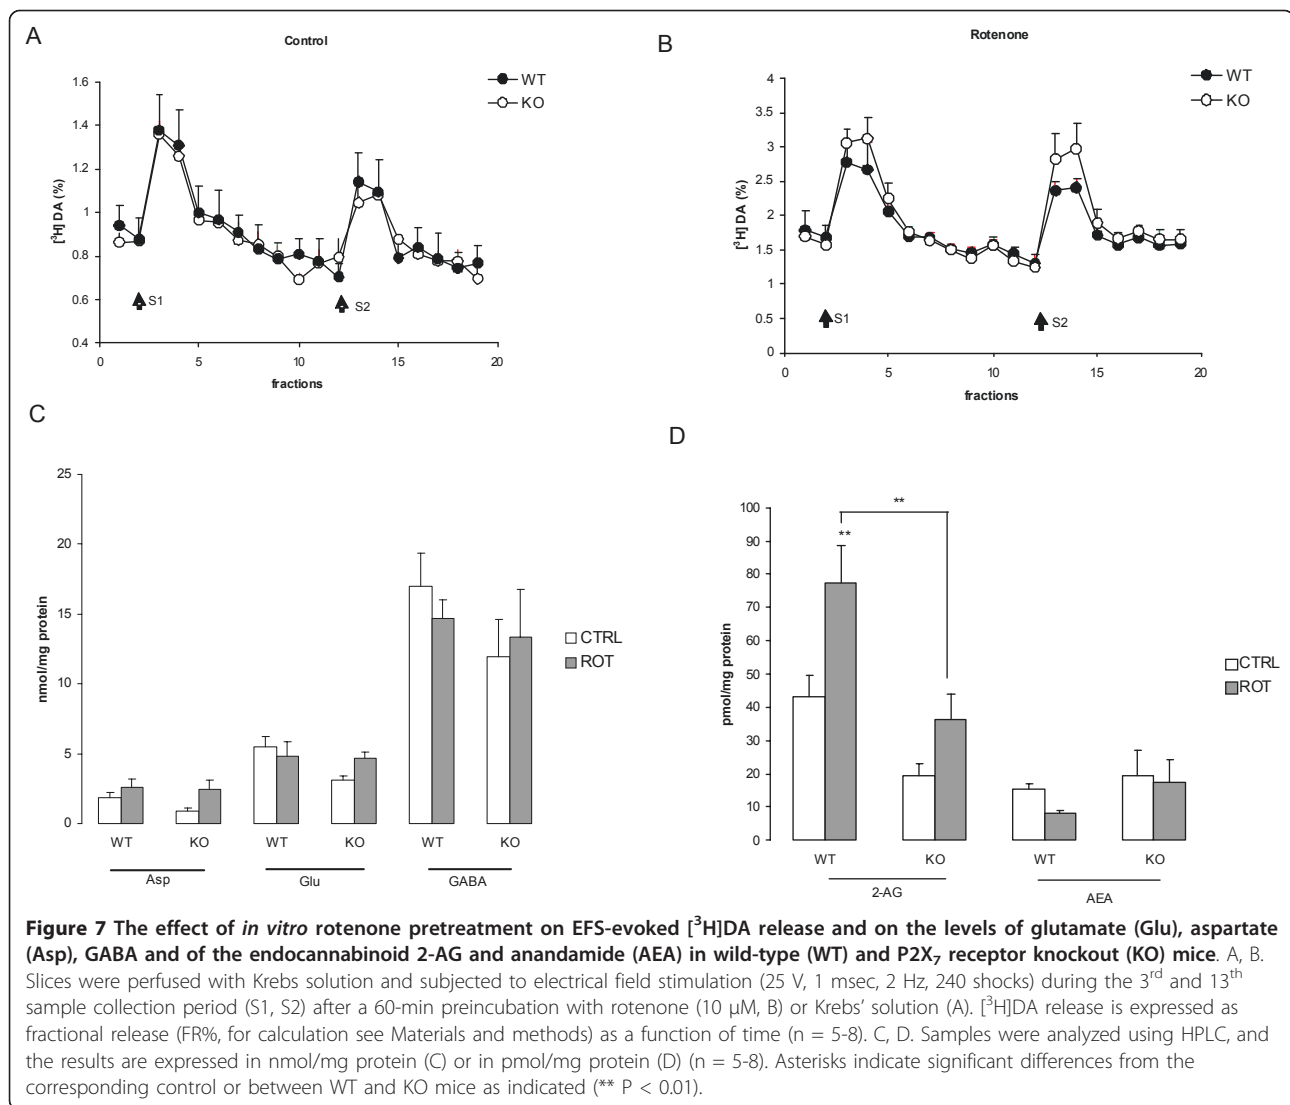 A
Control
1.6
1.4
1.2
1
0.8
0.6
0.4
[³H] DA (%)
WT
KO
S1
S2
0 5 10 15 20
fractions
B
Rotenone
4
3.5
3
2.5
2
1.5
1
0.5
0
[³H] DA (%)
WT
KO
S1
S2
0 5 10 15 20
fractions
C
25
20
15
10
5
0
nmol/mg protein
CTRL
ROT
WT KO WT KO WT KO
Asp Glu GABA
D
100
90
80
70
60
50
40
30
20
10
0
pmol/mg protein
**
**
CTRL
ROT
WT KO WT KO
2-AG AEA
Figure 7 The effect of in vitro rotenone pretreatment on EFS-evoked [³H]DA release and on the levels of glutamate (Glu), aspartate
(Asp), GABA and of the endocannabinoid 2-AG and anandamide (AEA) in wild-type (WT) and P2X₇ receptor knockout (KO) mice. A, B.
Slices were perfused with Krebs solution and subjected to electrical field stimulation (25 V, 1 msec, 2 Hz, 240 shocks) during the 3rd and 13th
sample collection period (S1, S2) after a 60-min preincubation with rotenone (10 μM, B) or Krebs' solution (A). [³H]DA release is expressed as
fractional release (FR%, for calculation see Materials and methods) as a function of time (n = 5-8). C, D. Samples were analyzed using HPLC, and
the results are expressed in nmol/mg protein (C) or in pmol/mg protein (D) (n = 5-8). Asterisks indicate significant differences from the
corresponding control or between WT and KO mice as indicated (** P < 0.01).